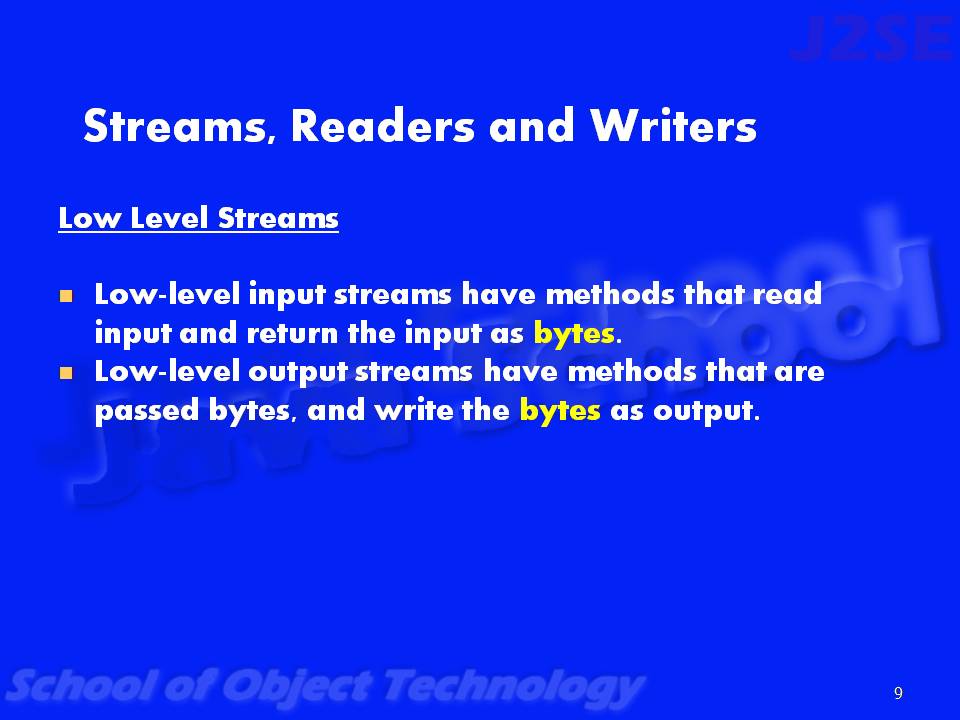 J2SE
Streams, Readers and Writers
Low Level Streams
Low-level input streams have methods that read
input and return the input as bytes.
Low-level output streams have methods that are
passed bytes, and write the bytes as output.
Java School
School of Object Technology
9